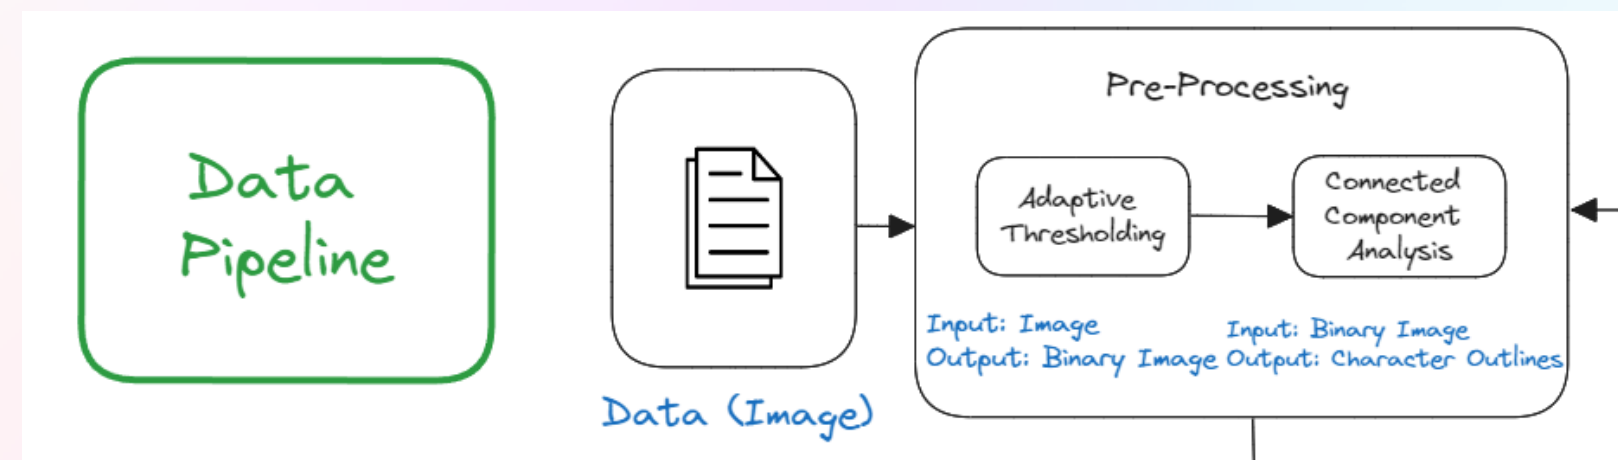 Data
Pipeline
Data (Image)
Pre-Processing
Adaptive
Thresholding
Connected
Component
Analysis
Input: Image
Output: Binary Image
Input: Binary Image
Output: Character Outlines